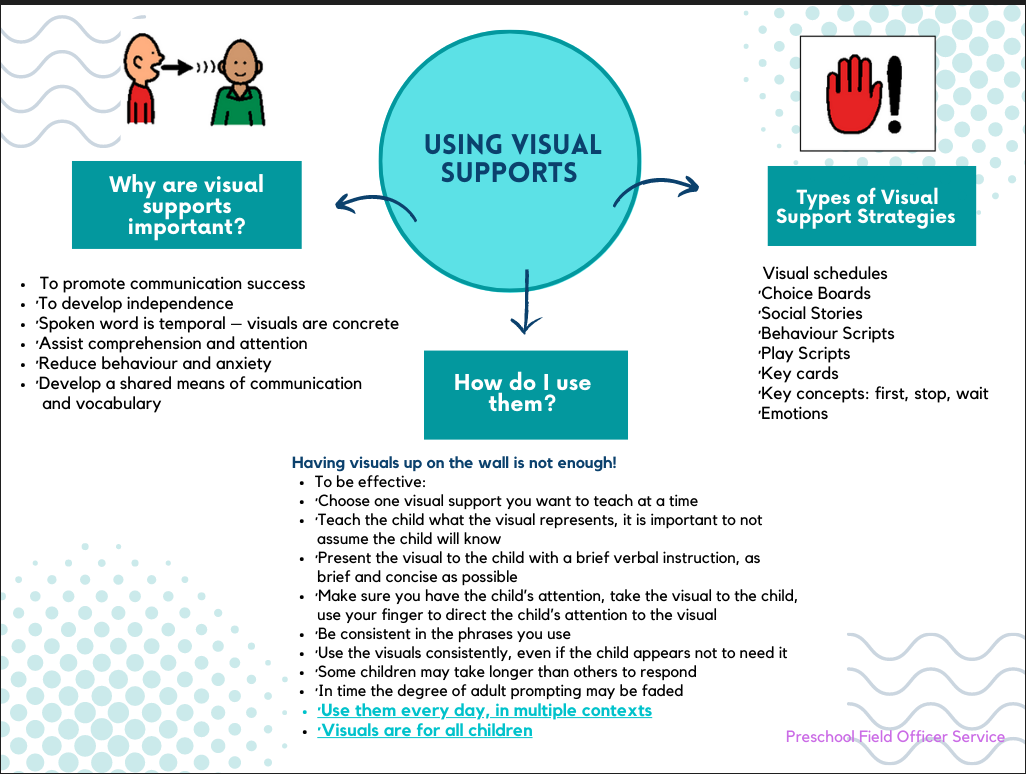 USING VISUAL
SUPPORTS
Why are visual
supports
important?
• To promote communication success
• ·To develop independence
• ·Spoken word is temporal – visuals are concrete
• ·Assist comprehension and attention
• ·Reduce behaviour and anxiety
• ·Develop a shared means of communication
and vocabulary
Types of Visual
Support Strategies
Visual schedules
·Choice Boards
·Social Stories
·Behaviour Scripts
·Play Scripts
·Key cards
·Key concepts: first, stop, wait
·Emotions
How do I use
them?
Having visuals up on the wall is not enough!
• To be effective:
• ·Choose one visual support you want to teach at a time
• ·Teach the child what the visual represents, it is important to not
assume the child will know
• ·Present the visual to the child with a brief verbal instruction, as
brief and concise as possible
• ·Make sure you have the child’s attention, take the visual to the child,
use your finger to direct the child’s attention to the visual
• ·Be consistent in the phrases you use
• ·Use the visuals consistently, even if the child appears not to need it
• ·Some children may take longer than others to respond
• ·In time the degree of adult prompting may be faded
• ·Use them every day, in multiple contexts
• ·Visuals are for all children
Preschool Field Officer Service